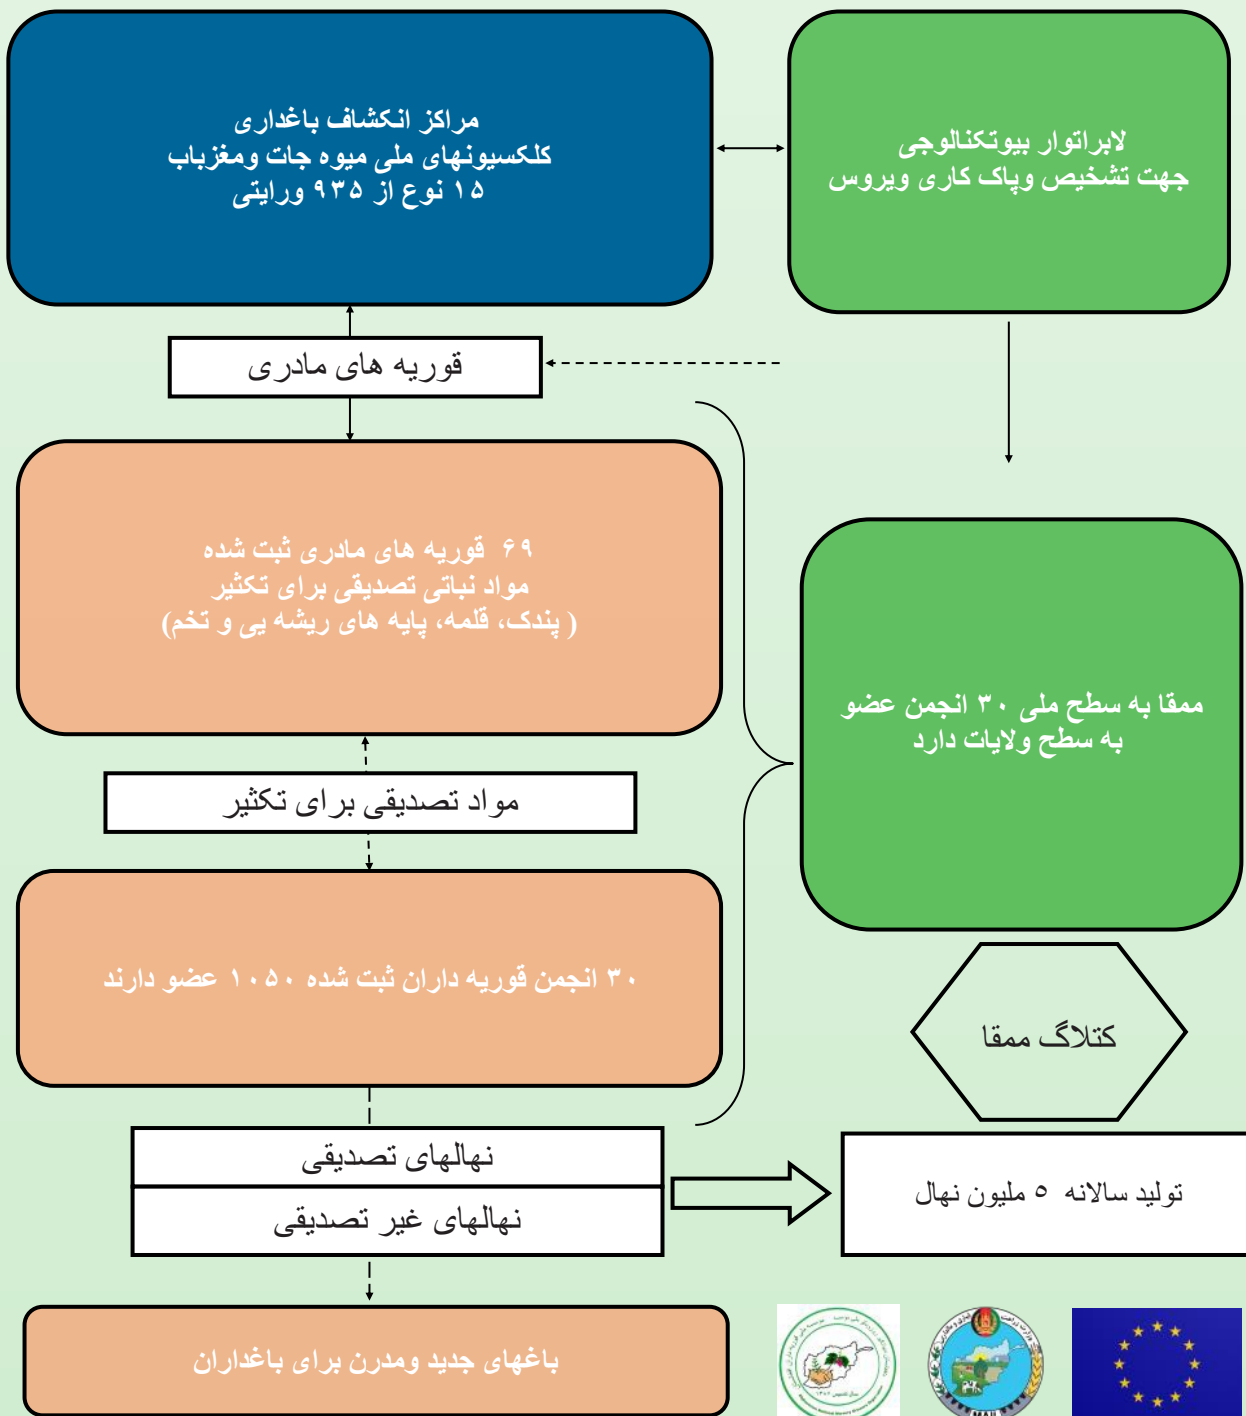 مراکز انکشاف باغداری
کلکسیونهای ملی میوه جات ومغزباب
۱۵ نوع از ۹۳۵ ورایتی
لابراتوار بیوتکنالوجی
جهت تشخیص وپاک کاری ویروس
قوریه های مادری
۶۹ قوریه های مادری ثبت شده
مواد نباتی تصدیقی برای تکثیر
( پندک، قلمه، پایه های ریشه یی و تخم)
ممقا به سطح ملی ۳۰ انجمن عضو
به سطح ولایات دارد
مواد تصدیقی برای تکثیر
۳۰ انجمن قوریه داران ثبت شده ۱۰۵۰ عضو دارند
کتلاگ ممقا
نهالهای تصدیقی
نهالهای غیر تصدیقی
تولید سالانه ۵ ملیون نهال
باغهای جدید ومدرن برای باغداران
MAIL